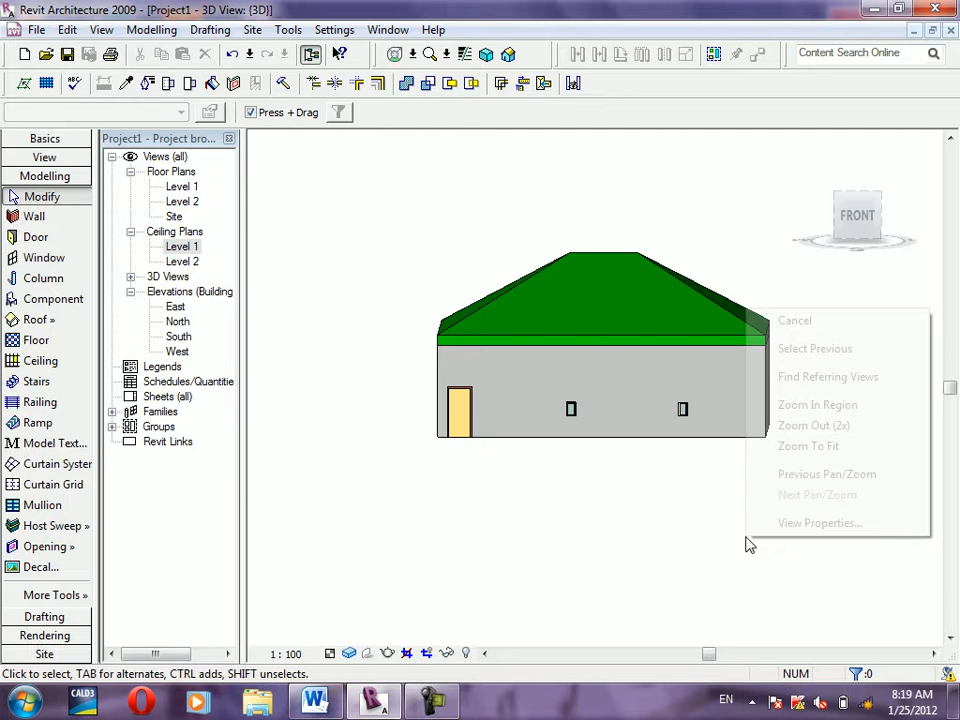 Revit Architecture 2009 - [Project1 - 3D View: {3D}]
File Edit View Modelling Drafting Site Tools Settings Window Help
Content Search Online
Press + Drag
Basics
View
Modelling
Modify
Wall
Door
Window
Column
Component
Roof »
Floor
Ceiling
Stairs
Railing
Ramp
Model Text...
Curtain Syster
Curtain Grid
Mullion
Host Sweep »
Opening »
Decal...
More Tools »
Drafting
Rendering
Site
Project1 - Project bro...
Views (all)
Floor Plans
Level 1
Level 2
Site
Ceiling Plans
Level 1
Level 2
3D Views
Elevations (Building
East
North
South
West
Legends
Schedules/Quantitie
Sheets (all)
Families
Groups
Revit Links
FRONT
Cancel
Select Previous
Find Referring Views
Zoom In Region
Zoom Out (2x)
Zoom To Fit
Previous Pan/Zoom
Next Pan/Zoom
View Properties...
1 : 100
Click to select, TAB for alternates, CTRL adds, SHIFT unselects.
NUM
:0
CALD3
EN
8:19 AM
1/25/2012